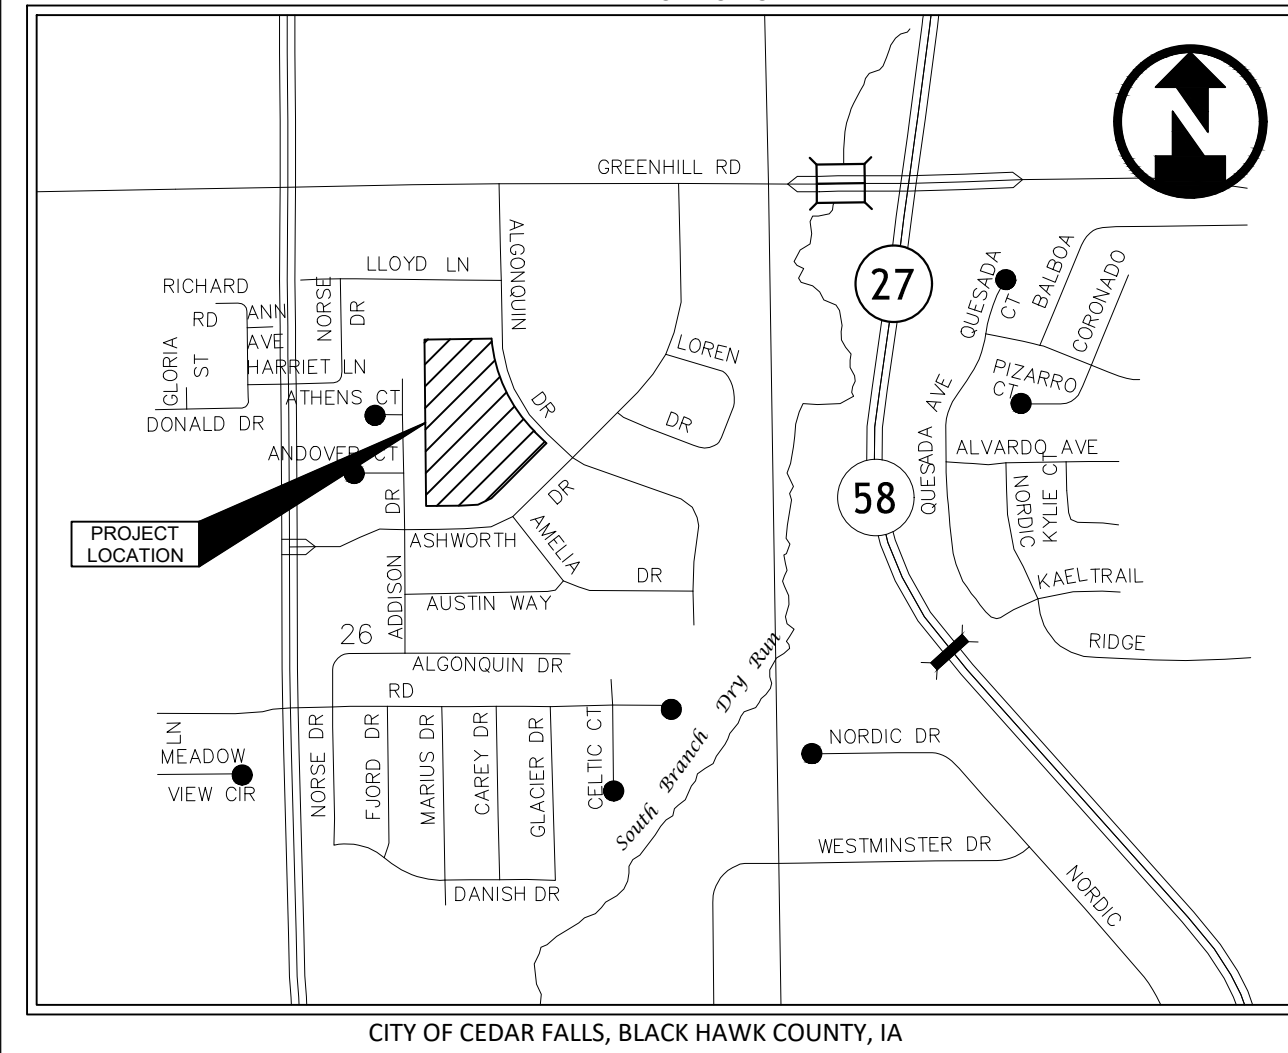 GREENHILL RD
N
ALGONQUIN
DR
LLOYD LN
RICHARD
RD
ANN
AVE
NORSE
DR
HARRIET LN
GLORIA
ST
DONALD DR
ATHENS CT
ANDOVER CT
LOREN
DR
27
QUESADA
CT
BALBOA
CORONADO
PIZARRO
CT
QUESADA AVE
ALVARDO AVE
58
NORDIC
KYLIE CT
KAEL TRAIL
RIDGE
PROJECT
LOCATION
ADDISON DR
ASHWORTH
DR
AMELIA
DR
AUSTIN WAY
26
ALGONQUIN DR
RD
LN
MEADOW
VIEW CIR
NORSE DR
FJORD DR
MARIUS DR
CAREY DR
GLACIER DR
CELTIC CT
DANISH DR
South Branch Dry Run
NORDIC DR
WESTMINSTER DR
NORDIC
CITY OF CEDAR FALLS, BLACK HAWK COUNTY, IA